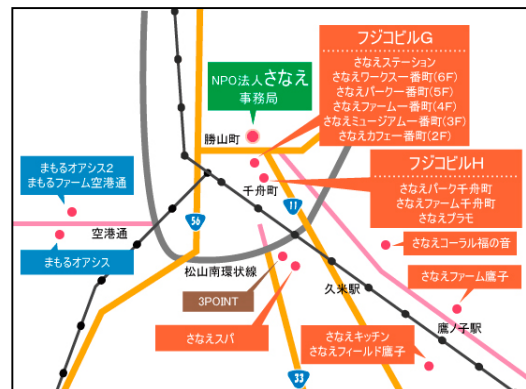 フジコビルG
さなえステーション
さなえワークス一番町(6F)
さなえパーク一番町(5F)
さなえファーム一番町(4F)
さなえミュージアム一番町(3F)
さなえカフェ一番町(2F)
NPO法人さなえ
事務局
勝山町
フジコビルH
さなえパーク千舟町
さなえファーム千舟町
さなえプラモ
まもるオアシス2
まもるファーム空港通
千舟町
11
56
空港通
さなえコーラル福の音
まもるオアシス
松山南環状線
久米駅
さなえファーム鷹子
3POINT
鷹ノ子駅
さなえスパ
さなえキッチン
さなえフィールド鷹子
33